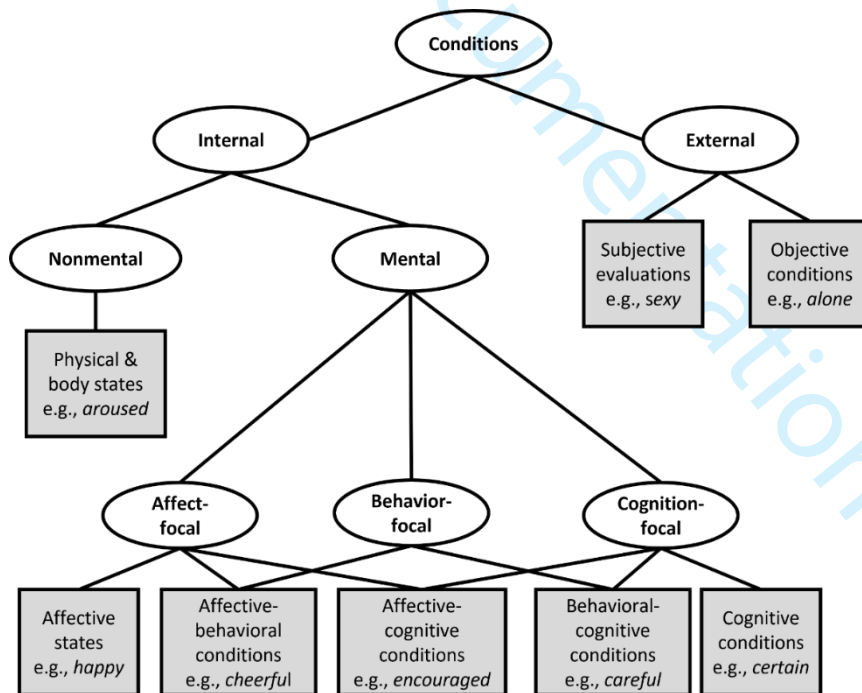 Conditions
Internal
External
Nonmental
Mental
Subjective
evaluations
e.g., sexy
Objective
conditions
e.g., alone
Physical &
body states
e.g., aroused
Affect-
focal
Behavior-
focal
Cognition-
focal
Affective
states
e.g., happy
Affective-
behavioral
conditions
e.g., cheerful
Affective-
cognitive
conditions
e.g., encouraged
Behavioral-
cognitive
conditions
e.g., careful
Cognitive
conditions
e.g., certain
cumentation